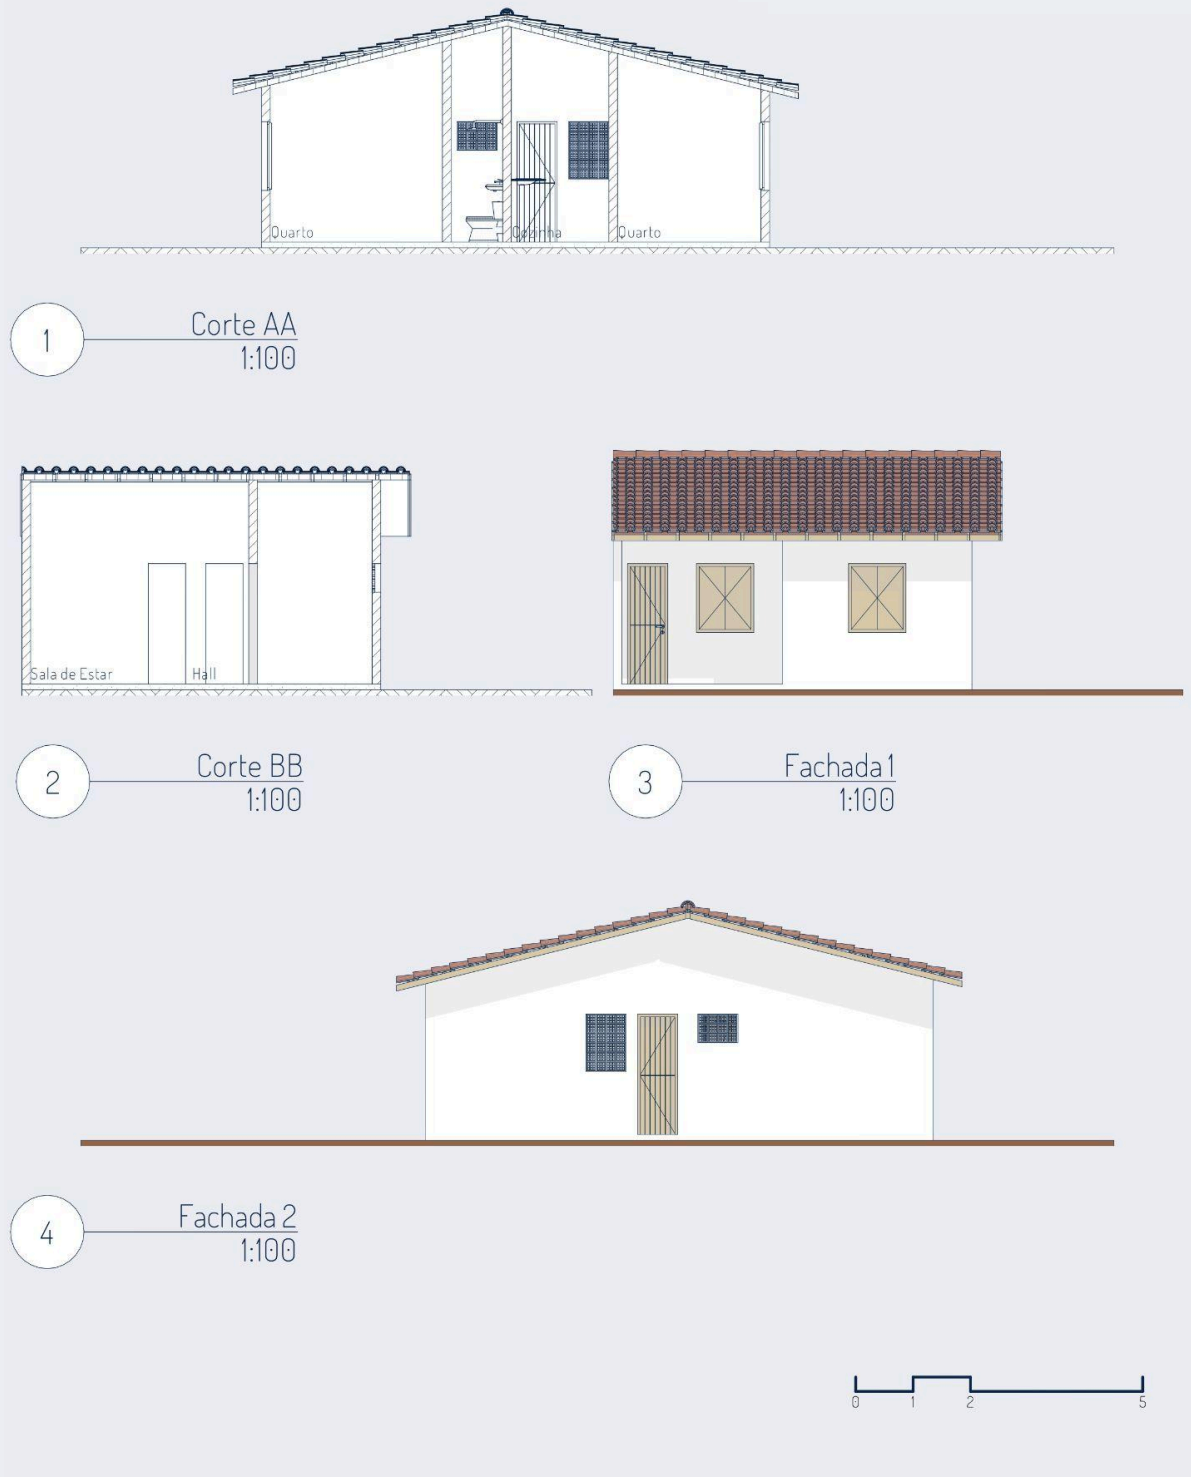 Quarto
Cozinha
Quarto
1
Corte AA
1:100
Sala de Estar
Hall
2
Corte BB
1:100
3
Fachada 1
1:100
4
Fachada 2
1:100
0 1 2 5